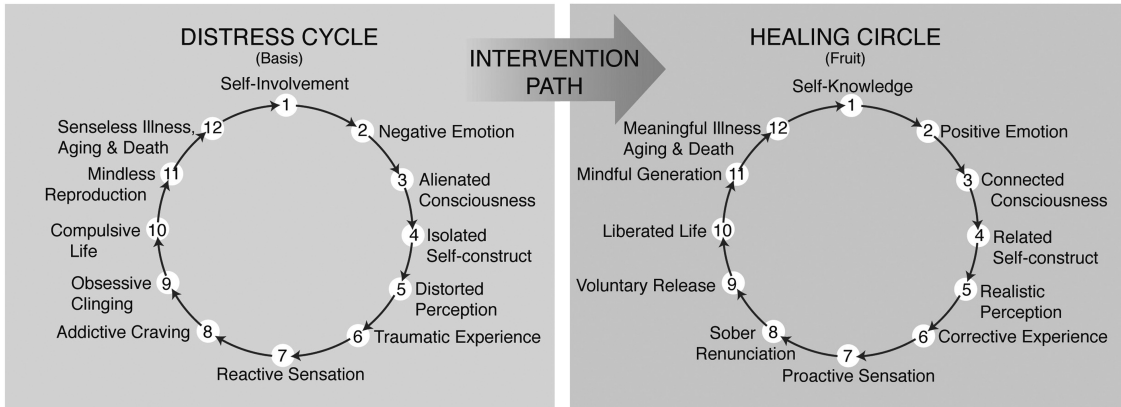 DISTRESS CYCLE
(Basis)
Self-Involvement
1
2
Negative Emotion
3
Alienated
Consciousness
4
Isolated
Self-construct
5
Distorted
Perception
6
Traumatic Experience
7
Reactive Sensation
8
Addictive Craving
9
Obsessive
Clinging
10
Compulsive
Life
11
Mindless
Reproduction
12
Senseless Illness,
Aging & Death
INTERVENTION
PATH
HEALING CIRCLE
(Fruit)
Self-Knowledge
1
2
Positive Emotion
3
Connected
Consciousness
4
Related
Self-construct
5
Realistic
Perception
6
Corrective Experience
7
Proactive Sensation
8
Sober
Renunciation
9
Voluntary Release
10
Liberated Life
11
Mindful Generation
12
Meaningful Illness
Aging & Death